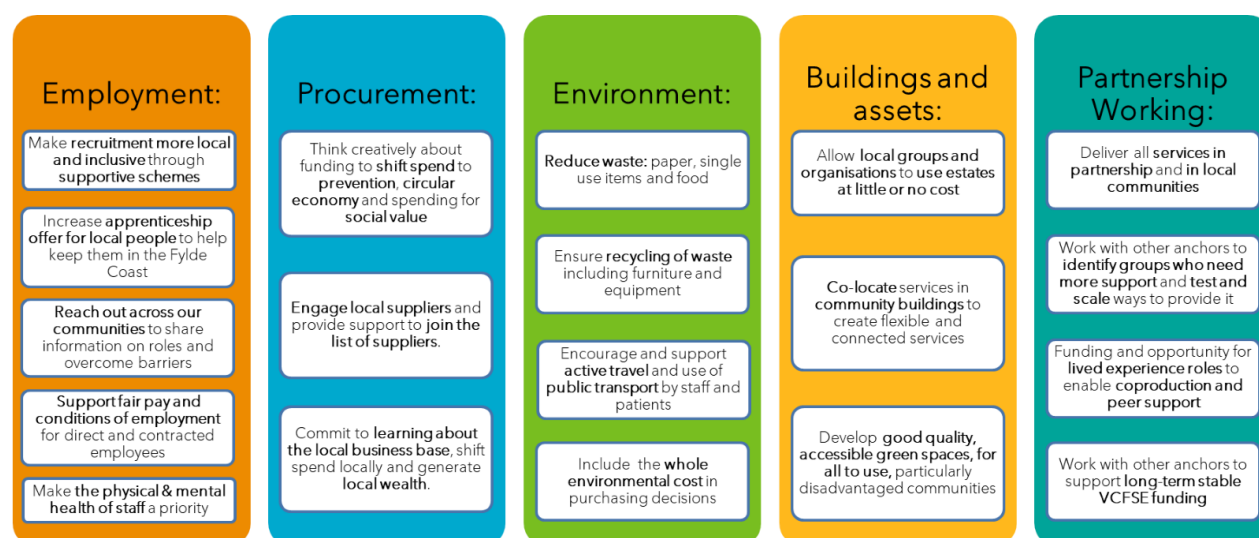 Employment:
Make recruitment more local
and inclusive through
supportive schemes
Increase apprenticeship
offer for local people to help
keep them in the Fylde
Coast
Reach out across our
communities to share
information on roles and
overcome barriers
Support fair pay and
conditions of employment
for direct and contracted
employees
Make the physical & mental
health of staff a priority
Procurement:
Think creatively about
funding to shift spend to
prevention, circular
economy and spending for
social value
Engage local suppliers and
provide support to join the
list of suppliers.
Commit to learning about
the local business base, shift
spend locally and generate
local wealth.
Environment:
Reduce waste: paper, single
use items and food
Ensure recycling of waste
including furniture and
equipment
Encourage and support
active travel and use of
public transport by staff and
patients
Include the whole
environmental cost in
purchasing decisions
Buildings and
assets:
Allow local groups and
organisations to use estates
at little or no cost
Co-locate services in
community buildings to
create flexible and
connected services
Develop good quality,
accessible green spaces, for
all to use, particularly
disadvantaged communities
Partnership
Working:
Deliver all services in
partnership and in local
communities
Work with other anchors to
identify groups who need
more support and test and
scale ways to provide it
Funding and opportunity for
lived experience roles to
enable coproduction and
peer support
Work with other anchors to
support long-term stable
VCFSE funding